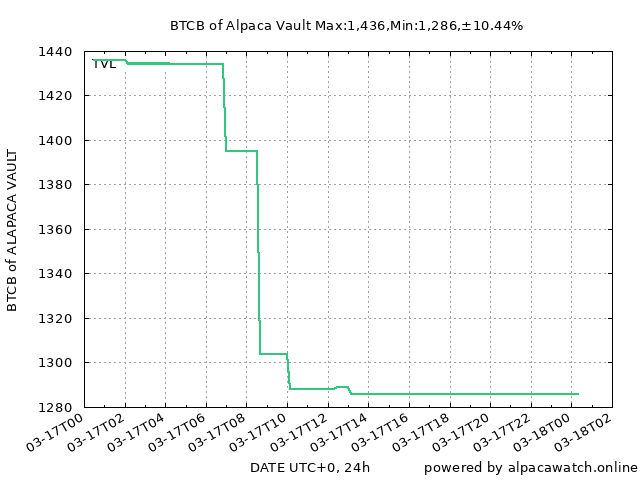 BTCB of Alpaca Vault Max:1,436,Min:1,286,±10.44%
1440
TVL
1420
1400
1380
1360
1340
1320
1300
1280
BTCB of ALAPACA VAULT
03-17T00
03-17T02
03-17T04
03-17T06
03-17T08
03-17T10
03-17T12
03-17T14
03-17T16
03-17T18
03-17T20
03-17T22
03-18T00
03-18T02
DATE UTC+0, 24h
powered by alpacawatch.online